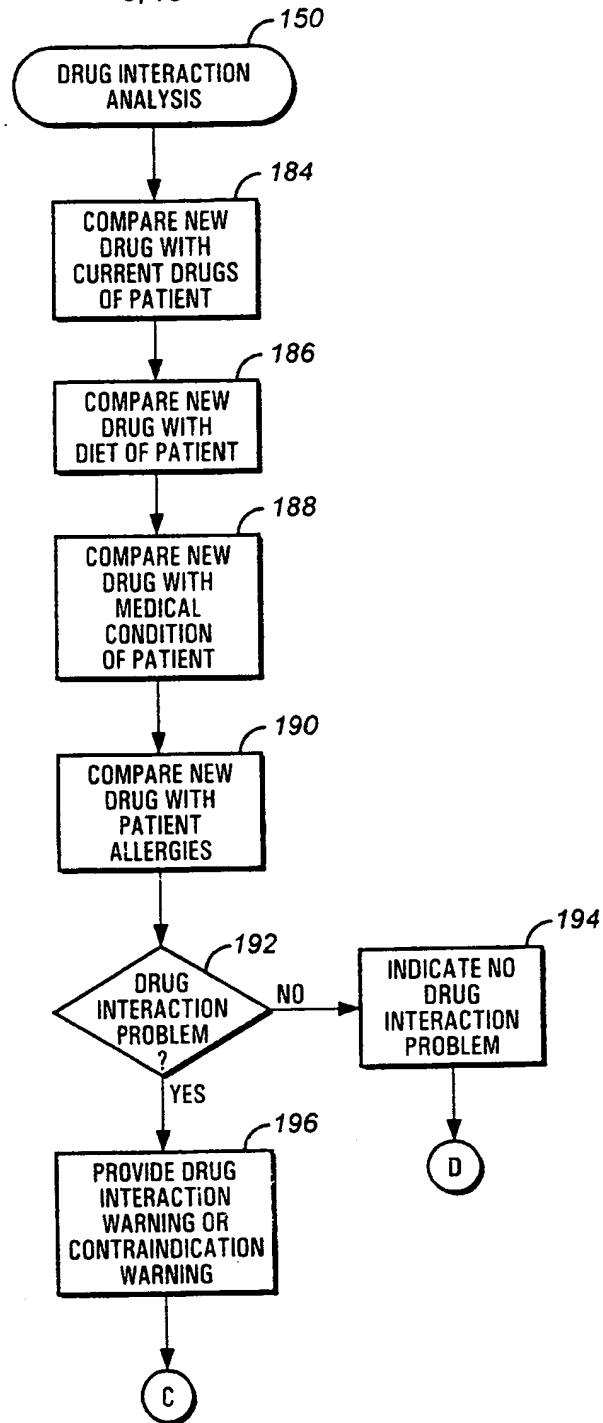 150
DRUG INTERACTION
ANALYSIS
184
COMPARE NEW
DRUG WITH
CURRENT DRUGS
OF PATIENT
186
COMPARE NEW
DRUG WITH
DIET OF PATIENT
188
COMPARE NEW
DRUG WITH
MEDICAL
CONDITION
OF PATIENT
190
COMPARE NEW
DRUG WITH
PATIENT
ALLERGIES
192
DRUG
INTERACTION
PROBLEM
?
NO
194
INDICATE NO
DRUG
INTERACTION
PROBLEM
D
YES
196
PROVIDE DRUG
INTERACTION
WARNING OR
CONTRAINDICATION
WARNING
C